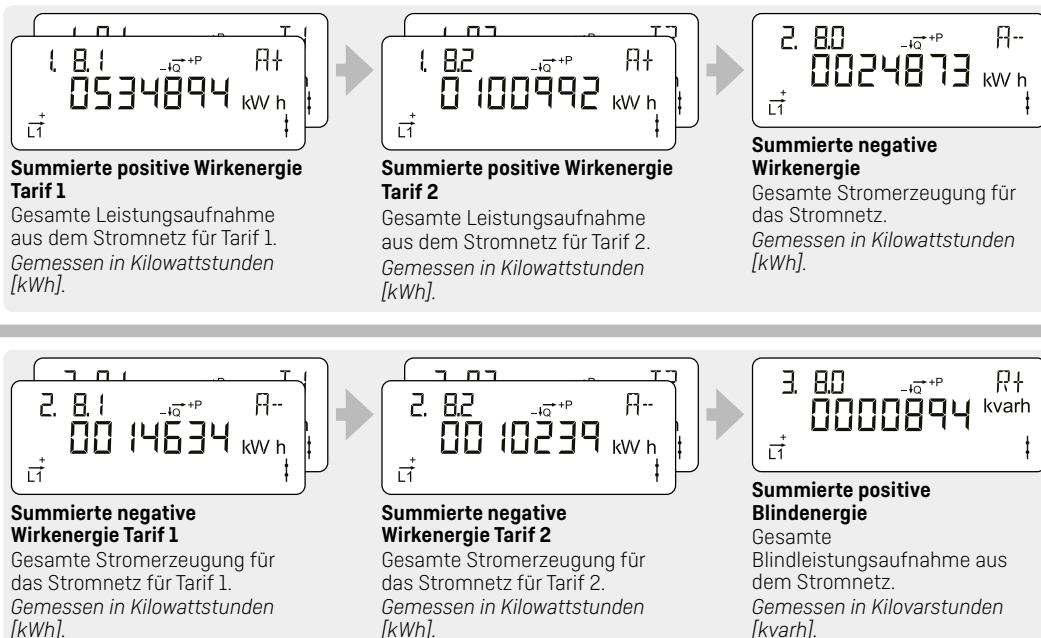 1. 8.1 -Q +P A+
0534894 kW h
L1 +
1. 8.2 -Q +P A+
0100992 kW h
L1 +
2. 8.0 -Q +P A--
0024873 kW h
L1 +
Summierte positive Wirkenergie
Tarif 1
Gesamte Leistungsaufnahme
aus dem Stromnetz für Tarif 1.
Gemessen in Kilowattstunden
[kWh].
Summierte positive Wirkenergie
Tarif 2
Gesamte Leistungsaufnahme
aus dem Stromnetz für Tarif 2.
Gemessen in Kilowattstunden
[kWh].
Summierte negative
Wirkenergie
Gesamte Stromerzeugung für
das Stromnetz.
Gemessen in Kilowattstunden
[kWh].
2. 8.1 -Q +P A--
0014634 kW h
L1 +
2. 8.2 -Q +P A--
0010239 kW h
L1 +
3. 8.0 -Q +P R+
0000894 kvarh
L1 +
Summierte negative
Wirkenergie Tarif 1
Gesamte Stromerzeugung für
das Stromnetz für Tarif 1.
Gemessen in Kilowattstunden
[kWh].
Summierte negative
Wirkenergie Tarif 2
Gesamte Stromerzeugung für
das Stromnetz für Tarif 2.
Gemessen in Kilowattstunden
[kWh].
Summierte positive
Blindenergie
Gesamte
Blindleistungsaufnahme aus
dem Stromnetz.
Gemessen in Kilovarstunden
[kvarh].